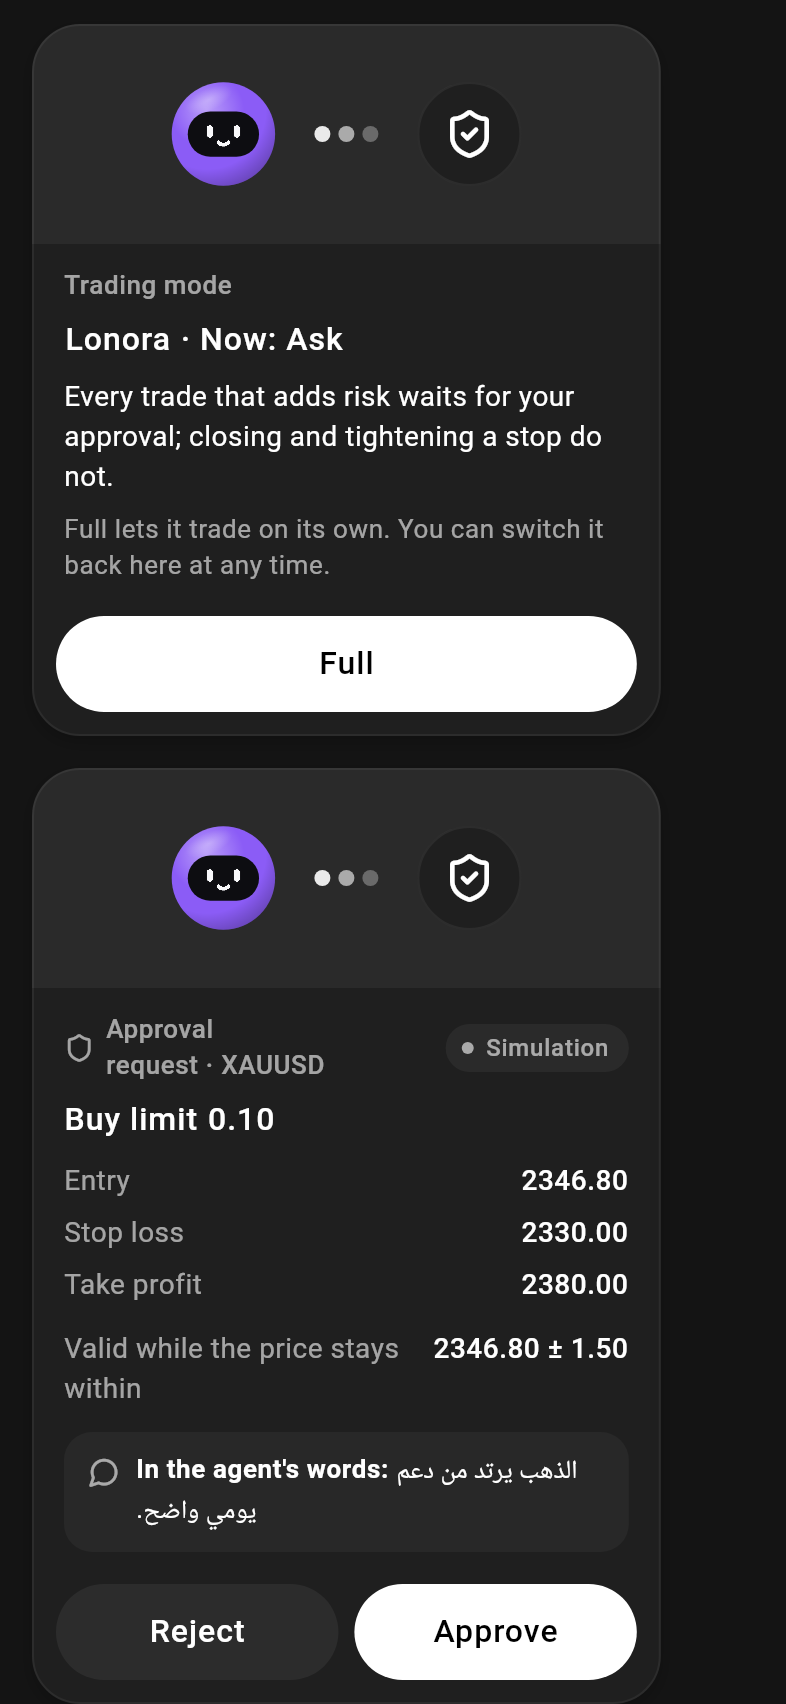 Trading mode
Lonora · Now: Ask
Every trade that adds risk waits for your
approval; closing and tightening a stop do
not.
Full lets it trade on its own. You can switch it
back here at any time.
Full
Approval
request · XAUUSD
Simulation
Buy limit 0.10
Entry 2346.80
Stop loss 2330.00
Take profit 2380.00
Valid while the price stays 2346.80 ± 1.50
within
In the agent's words: الذهب يرتد من دعم
يومي واضح.
Reject
Approve